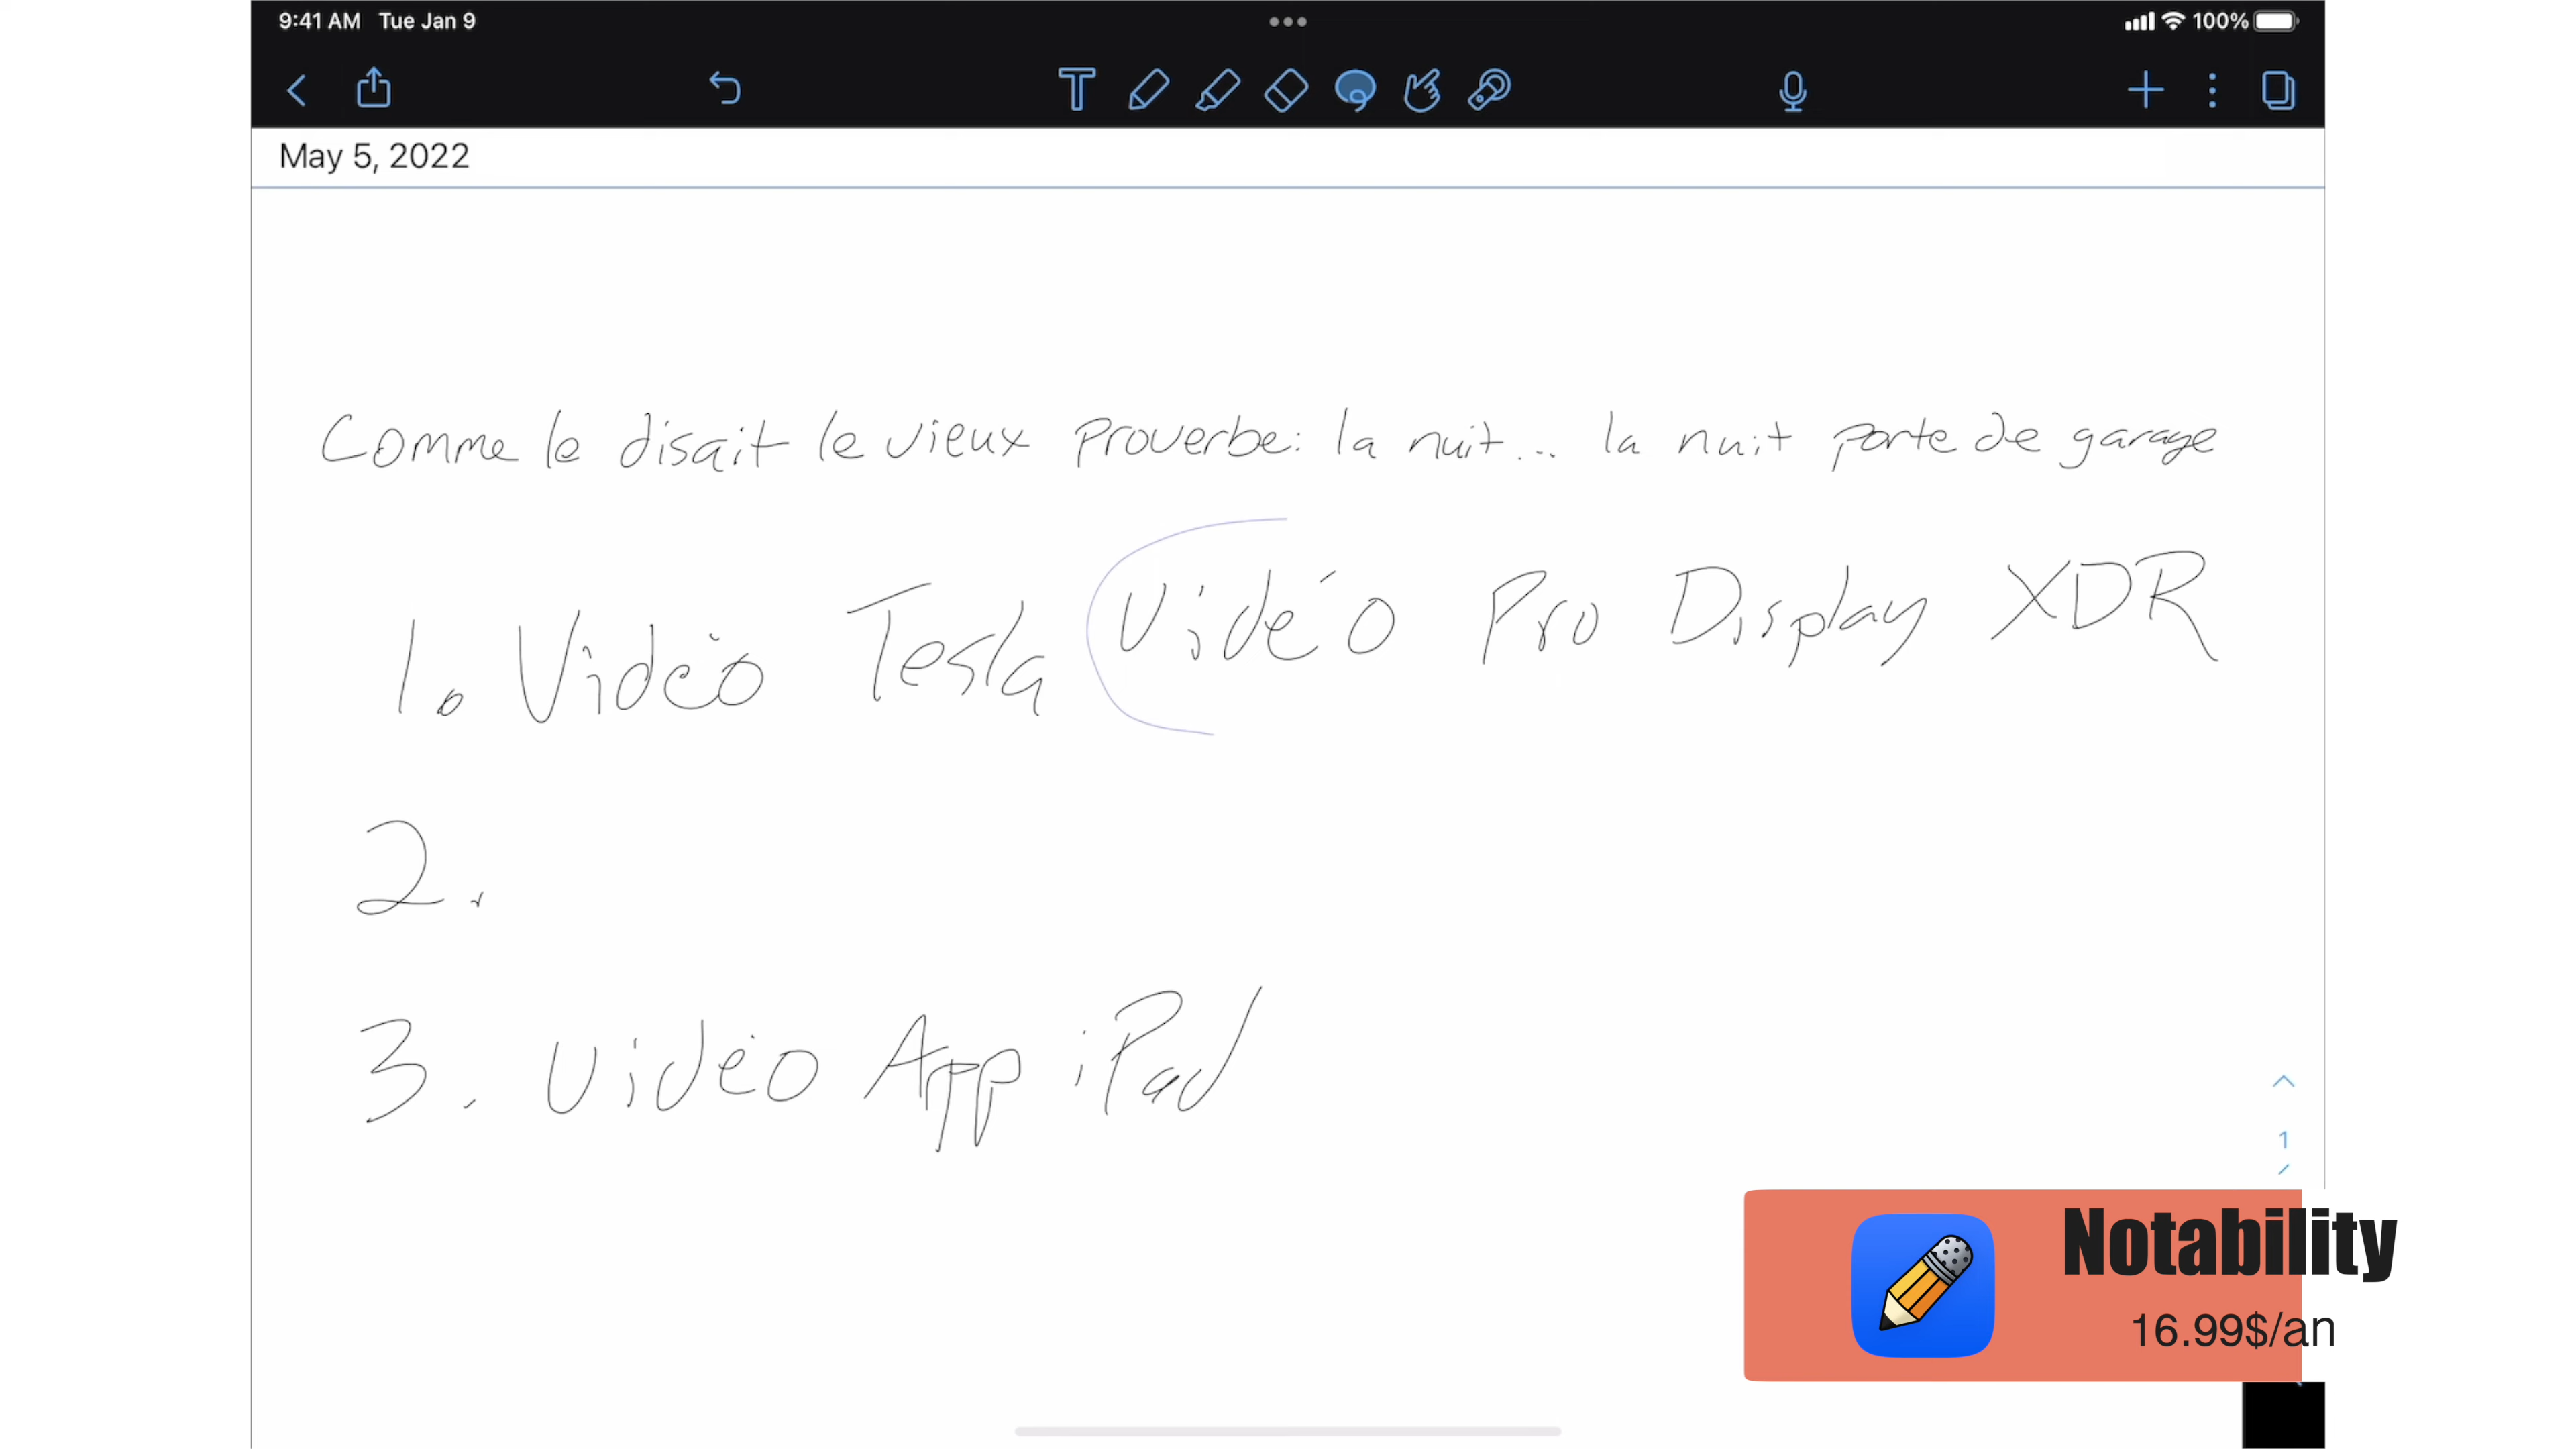 9:41 AM Tue Jan 9 100%
May 5, 2022
Comme le disait le vieux proverbe: la nuit... la nuit porte de garage
1. Vidéo Tesla Vidéo Pro Display XDR
2.
3. Vidéo App iPad
1
Notability
16.99$/an